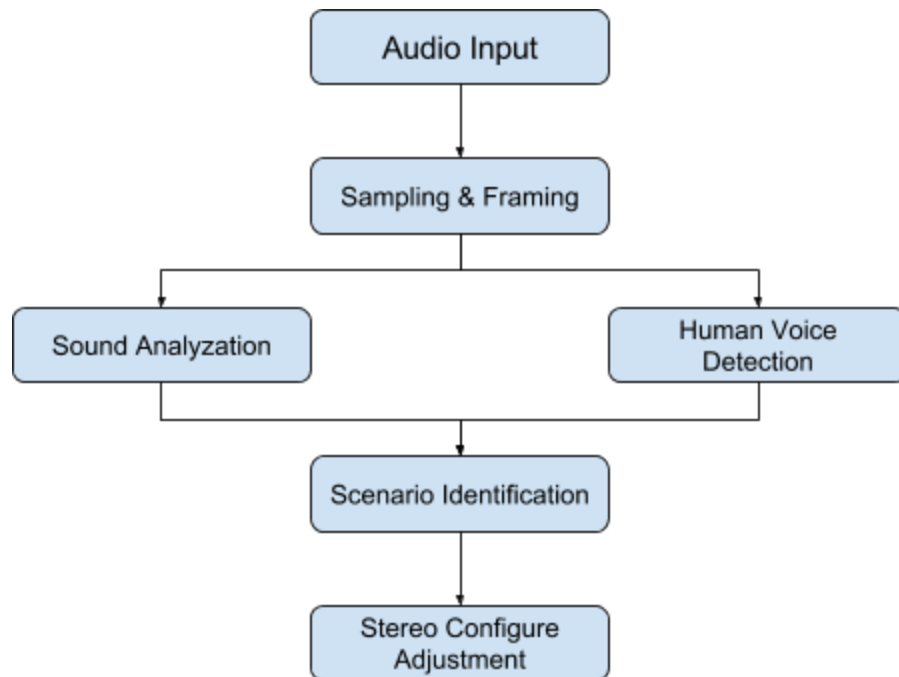 Audio Input
Sampling & Framing
Sound Analyzation
Human Voice
Detection
Scenario Identification
Stereo Configure
Adjustment